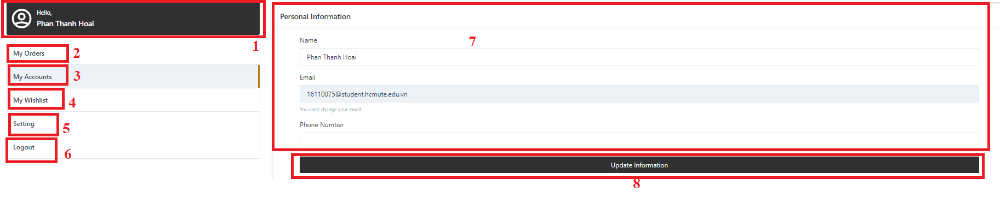 Hello,
Phan Thanh Hoai
1
My Orders
2
My Accounts
3
My Wishlist
4
Setting
5
Logout
6
Personal Information
7
Name
Phan Thanh Hoai
Email
16110075@student.hcmute.edu.vn
You can't change your email
Phone Number
Update Information
8